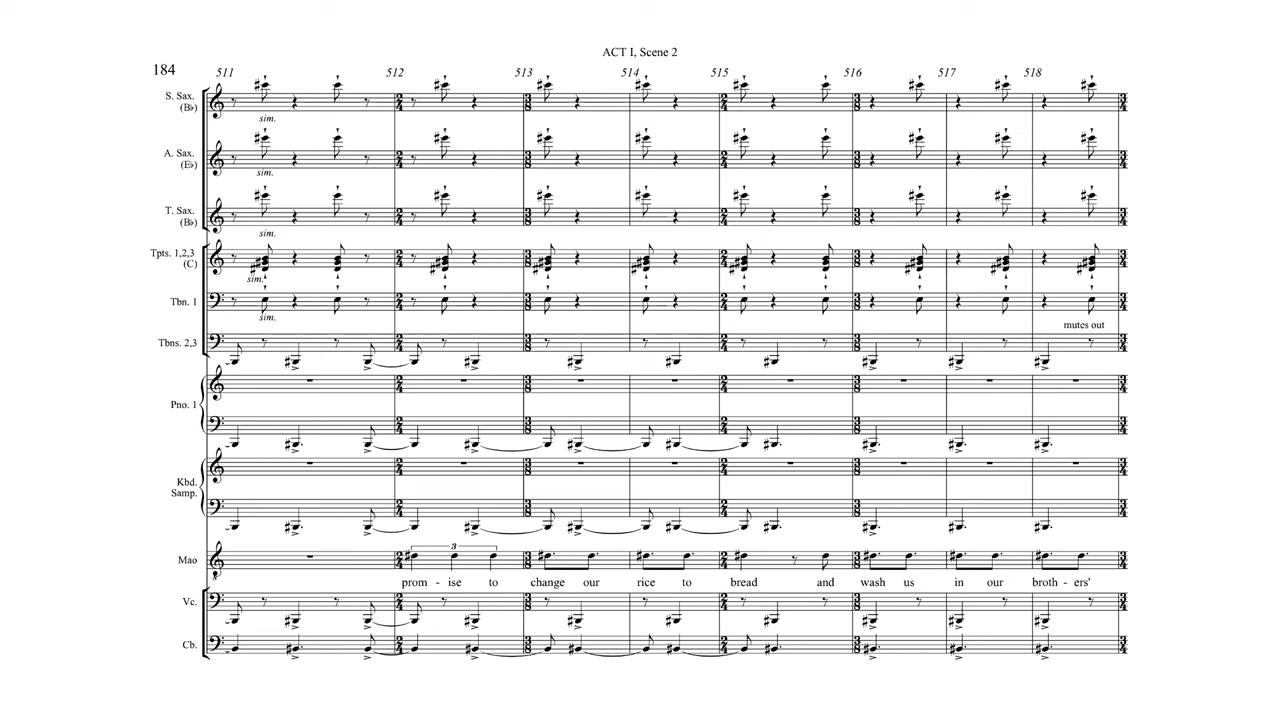 ACT I, Scene 2
184
511 512 513 514 515 516 517 518
S. Sax.
(B♭)
sim.
A. Sax.
(E♭)
sim.
T. Sax.
(B♭)
sim.
Tpts. 1,2,3
(C)
sim.
Tbn. 1
sim.
mutes out
Tbns. 2,3
Pno. 1
Kbd.
Samp.
3
Mao
prom - ise to change our rice to bread and wash us in our broth - ers'
Vc.
Cb.